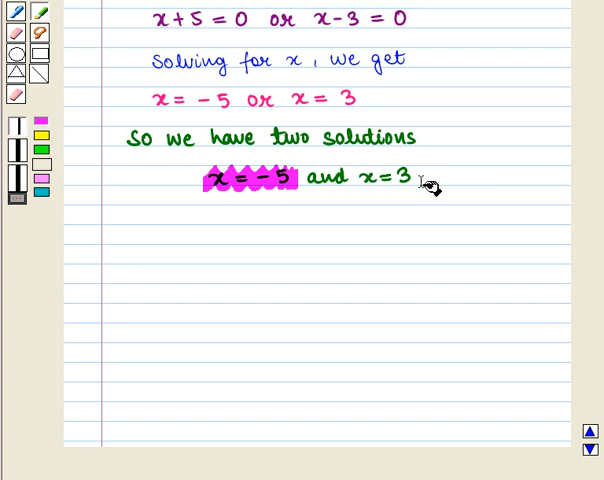 x + 5 = 0 or x - 3 = 0
Solving for x, we get
x = - 5 or x = 3
So we have two solutions
x = - 5 and x = 3